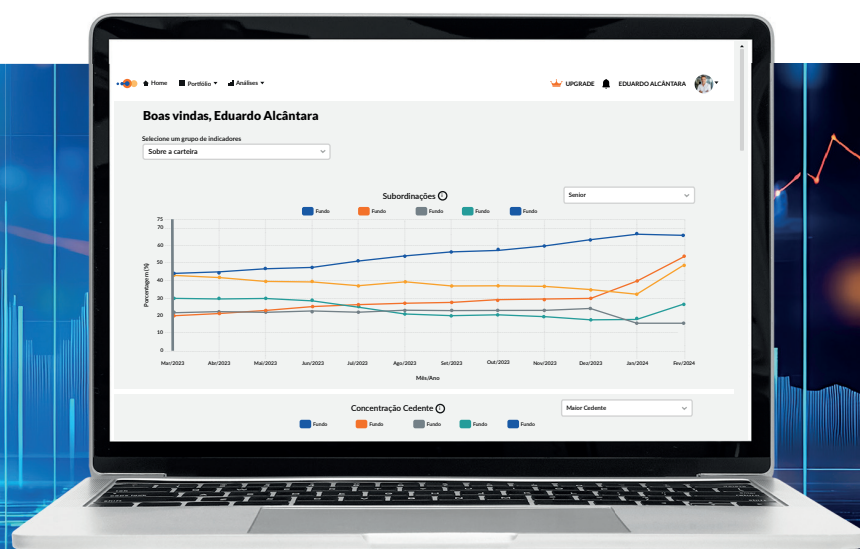 Home Portfólio Análises UPGRADE EDUARDO ALCÂNTARA
Boas vindas, Eduardo Alcântara
Selecione um grupo de indicadores
Sobre a carteira
Subordinações
Senior
Fundo Fundo Fundo Fundo Fundo
Porcentagem (%)
75
70
60
50
40
30
20
10
0
Mar/2023 Abr/2023 Mai/2023 Jun/2023 Jul/2023 Ago/2023 Set/2023 Out/2023 Nov/2023 Dez/2023 Jan/2024 Fev/2024
Mês/Ano
Concentração Cedente
Maior Cedente
Fundo Fundo Fundo Fundo Fundo